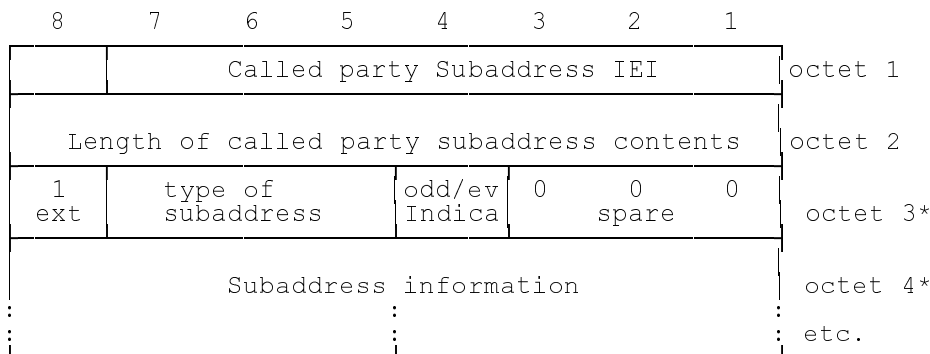 8 7 6 5 4 3 2 1
Called party Subaddress IEI octet 1
Length of called party subaddress contents octet 2
1 type of odd/ev 0 0 0
ext subaddress Indica spare octet 3*
Subaddress information octet 4*
: : :
: : : etc.